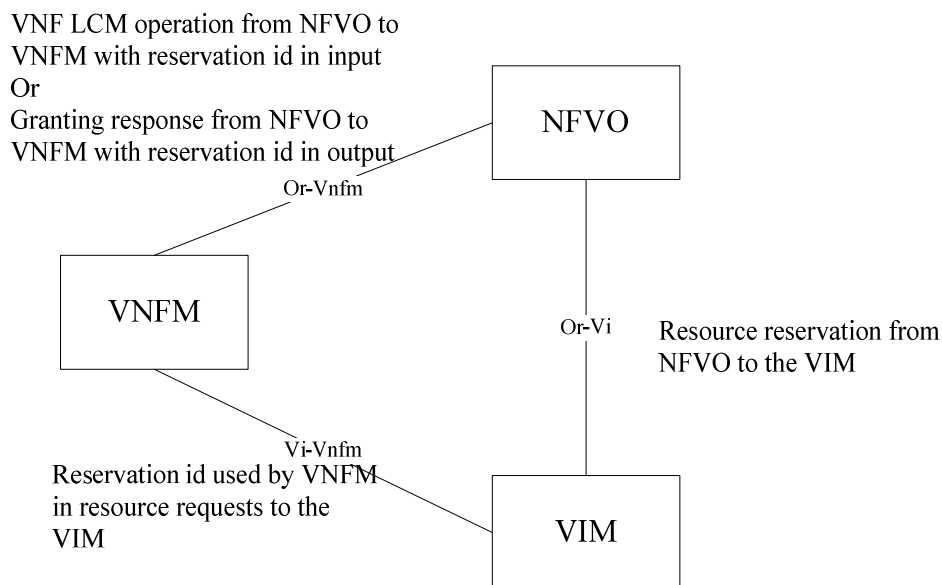 VNF LCM operation from NFVO to
VNFM with reservation id in input
Or
Granting response from NFVO to
VNFM with reservation id in output
NFVO
Or-Vnfm
VNFM
Or-Vi
Resource reservation from
NFVO to the VIM
Vi-Vnfm
Reservation id used by VNFM
in resource requests to the
VIM
VIM